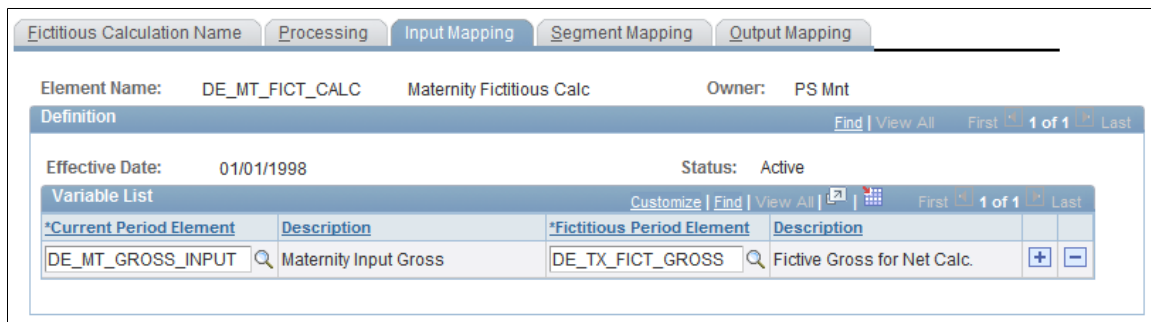 Fictitious Calculation Name Processing Input Mapping Segment Mapping Output Mapping
Element Name: DE_MT_FICT_CALC Maternity Fictitious Calc Owner: PS Mnt
Definition Find | View All First 1 of 1 Last
Effective Date: 01/01/1998 Status: Active
Variable List Customize | Find | View All | | First 1 of 1 Last
*Current Period Element Description *Fictitious Period Element Description
DE_MT_GROSS_INPUT Maternity Input Gross DE_TX_FICT_GROSS Fictive Gross for Net Calc.